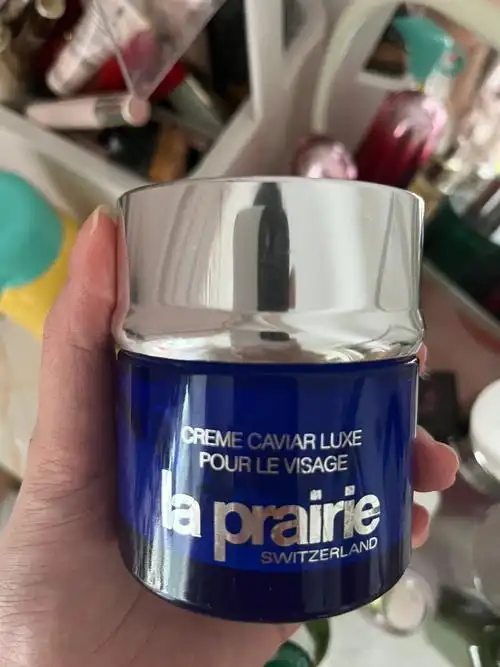 CREME CAVIAR LUXE
POUR LE VISAGE
la prairie
SWITZERLAND